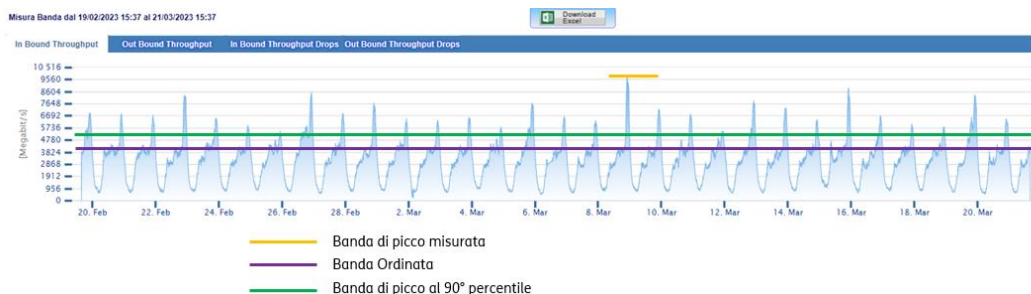 Misura Banda dal 19/02/2023 15:37 al 21/03/2023 15:37
Download
Excel
In Bound Throughput Out Bound Throughput In Bound Throughput Drops Out Bound Throughput Drops
[Megabit/s]
10 516
9560
8604
7648
6692
5736
4780
3824
2868
1912
956
0
20. Feb 22. Feb 24. Feb 26. Feb 28. Feb 2. Mar 4. Mar 6. Mar 8. Mar 10. Mar 12. Mar 14. Mar 16. Mar 18. Mar 20. Mar
Banda di picco misurata
Banda Ordinata
Banda di picco al 90° percentile